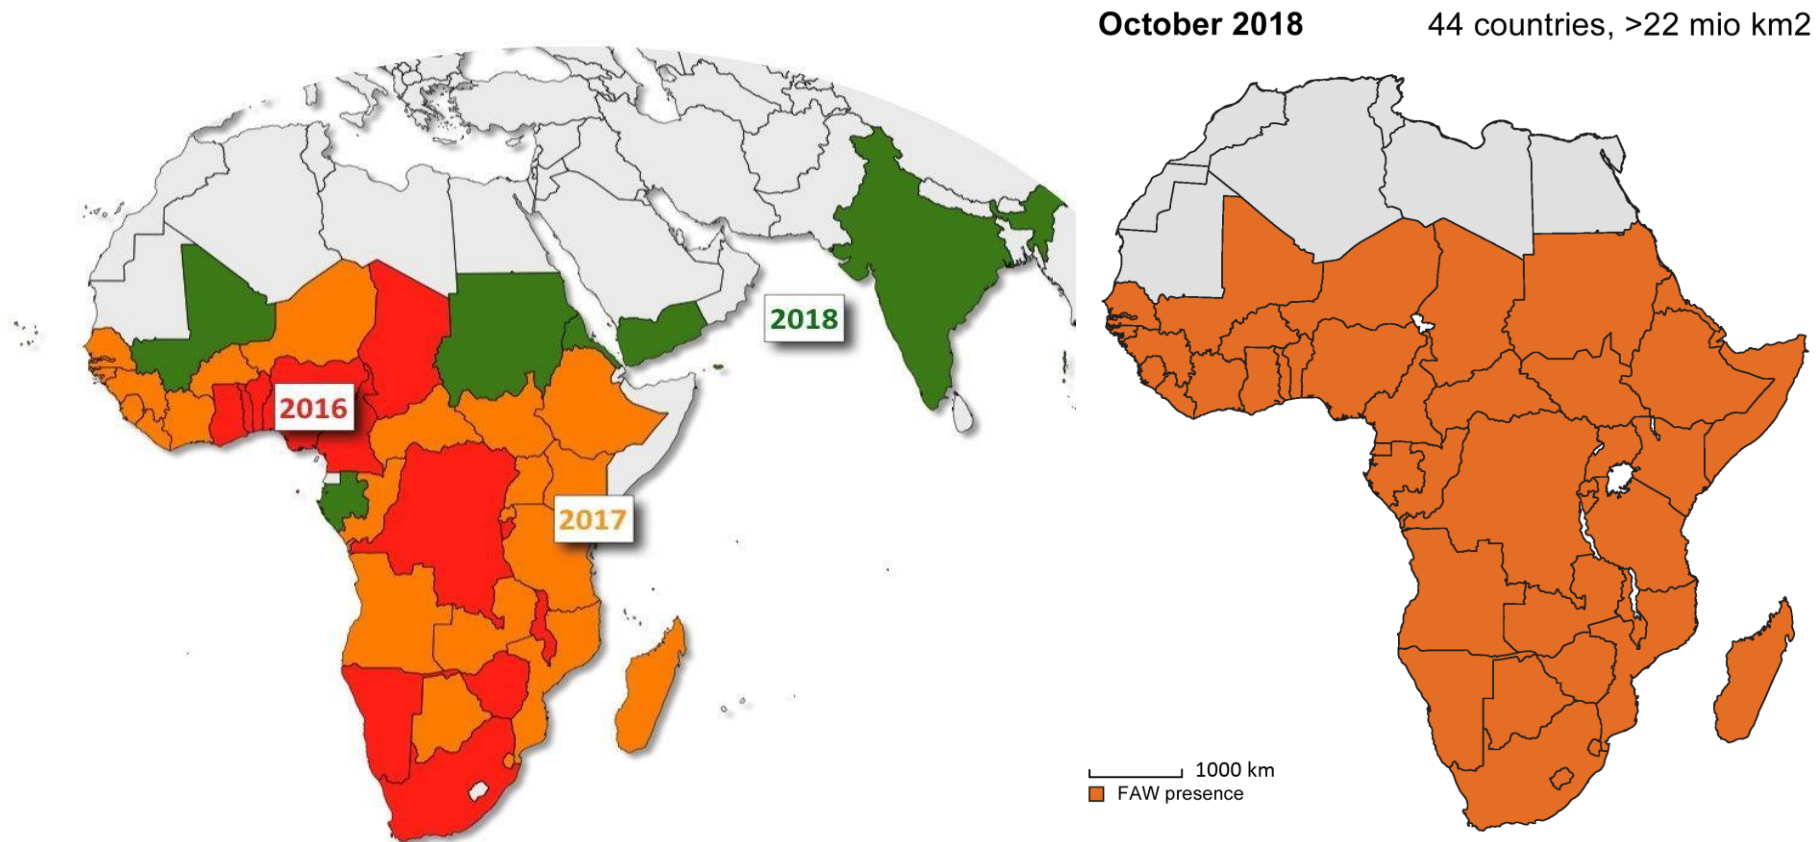 October 2018
44 countries, >22 mio km2
2018
2016
2017
1000 km
FAW presence